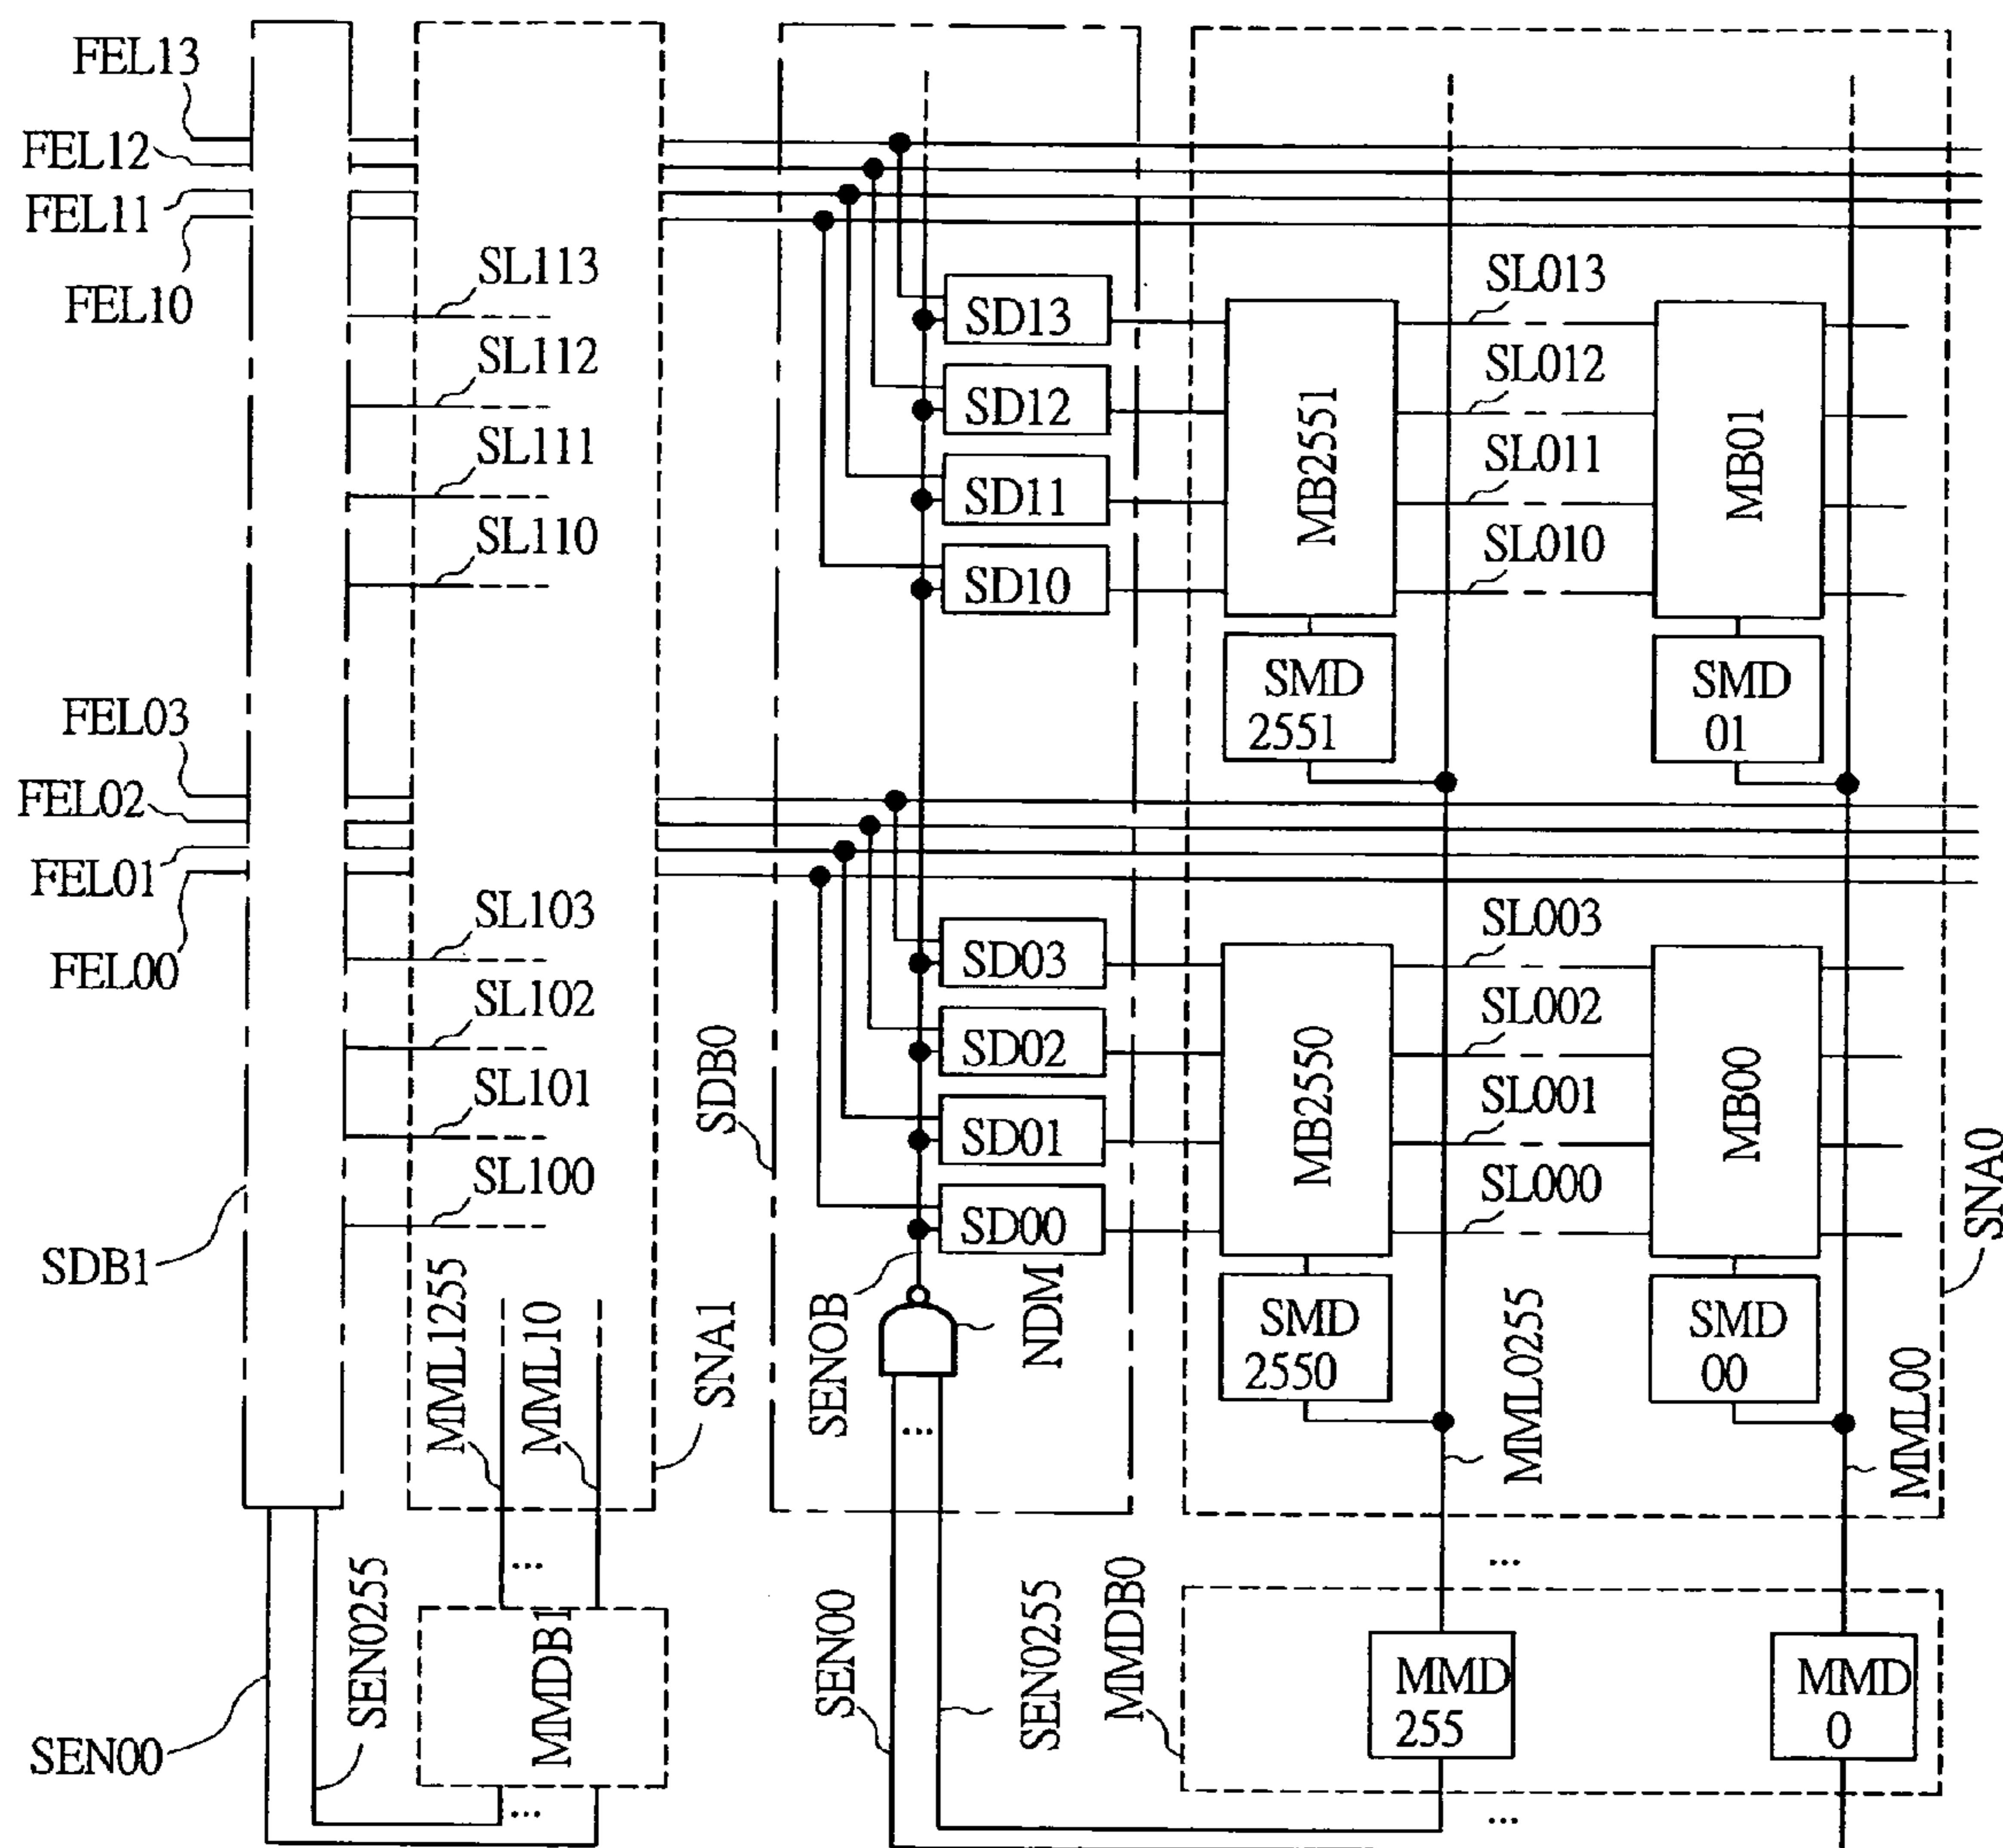 FEL13
FEL12
FEL11
FEL10
SL113
SL112
SL111
SL110
FEL03
FEL02
FEL01
FEL00
SL103
SL102
SL101
SL100
SDB1
MML1255
MML10
SNA1
SEN00
SEN0255
...
MMDB1
...
SD13
SD12
SD11
SD10
SDB0
SD03
SD02
SD01
SD00
SENOB
NDM
...
SEN00
SEN0255
MB2551
SL013
SL012
SL011
SL010
MB01
SMD
2551
SMD
01
MB2550
SL003
SL002
SL001
SL000
MB00
SMD
2550
SMD
00
MML0255
MML00
SNA0
...
MMDB0
MMD
255
MMD
0
...